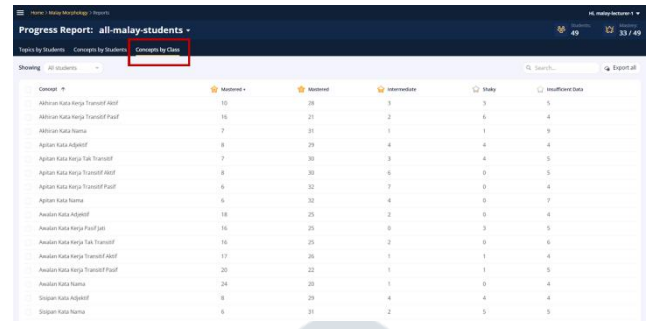 Home > Malay Morphology > Reports
Hi, malay-lecturer-1
Progress Report: all-malay-students
Students
49
Mastery
33 / 49
Topics by Students Concepts by Students Concepts by Class
Showing All students
Search...
Export all
Concept Mastered + Mastered Intermediate Shaky Insufficient Data
Akhiran Kata Kerja Transitif Aktif 10 28 3 3 5
Akhiran Kata Kerja Transitif Pasif 16 21 2 6 4
Akhiran Kata Nama 7 31 1 1 9
Apitan Kata Adjektif 8 29 4 4 4
Apitan Kata Kerja Tak Transitif 7 30 3 4 5
Apitan Kata Kerja Transitif Aktif 8 30 6 0 5
Apitan Kata Kerja Transitif Pasif 6 32 7 0 4
Apitan Kata Nama 6 32 4 0 7
Awalan Kata Adjektif 18 25 2 0 4
Awalan Kata Kerja Pasif Jati 16 25 0 3 5
Awalan Kata Kerja Tak Transitif 16 25 2 0 6
Awalan Kata Kerja Transitif Aktif 17 26 1 1 4
Awalan Kata Kerja Transitif Pasif 20 22 1 1 5
Awalan Kata Nama 24 20 1 0 4
Sisipan Kata Adjektif 8 29 4 4 4
Sisipan Kata Nama 6 31 2 5 5